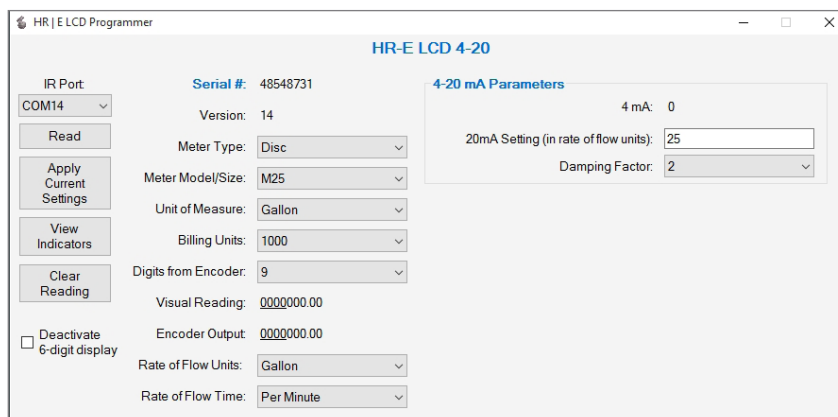 HR | E LCD Programmer
HR-E LCD 4-20
IR Port:
COM14
Read
Apply
Current
Settings
View
Indicators
Clear
Reading
Deactivate
6-digit display
Serial #: 48548731
Version: 14
Meter Type: Disc
Meter Model/Size: M25
Unit of Measure: Gallon
Billing Units: 1000
Digits from Encoder: 9
Visual Reading: 0000000.00
Encoder Output: 0000000.00
Rate of Flow Units: Gallon
Rate of Flow Time: Per Minute
4-20 mA Parameters
4 mA: 0
20mA Setting (in rate of flow units): 25
Damping Factor: 2